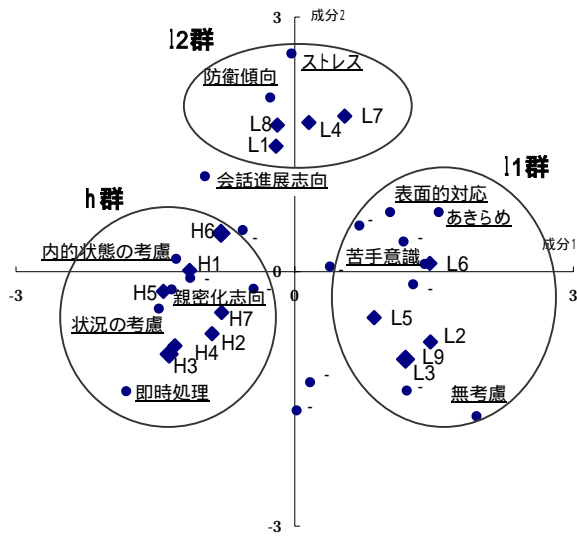 3
成分2
l2群
ストレス
防衛傾向
L7
L8
L4
L1
l1群
会話進展志向
h群
表面的対応
-
あきらめ
H6
-
-
成分1
内的状態の考慮
苦手意識
L6
H1
-
-3
0
3
-
H5
親密化志向
-
-
H7
L5
状況の考慮
H2
L2
H4
L9
H3
L3
-
即時処理
-
無考慮
-
-3